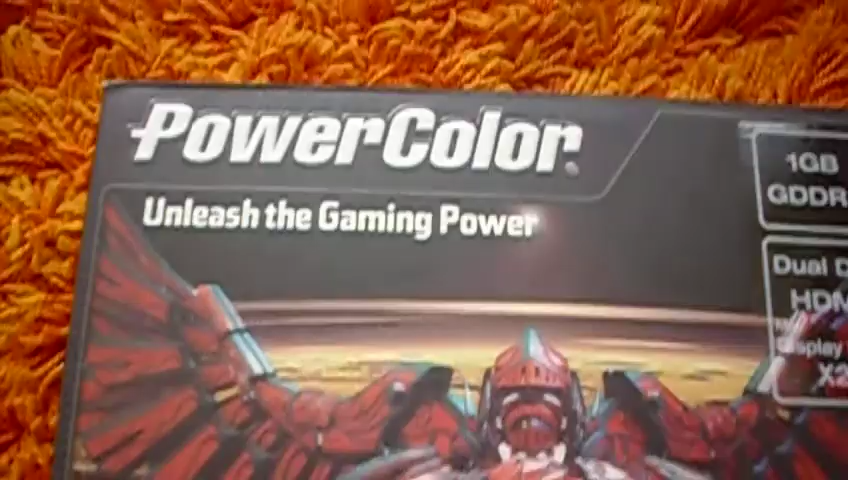 PowerColor
Unleash the Gaming Power
1GB
GDDR
Dual D
HDM
X2